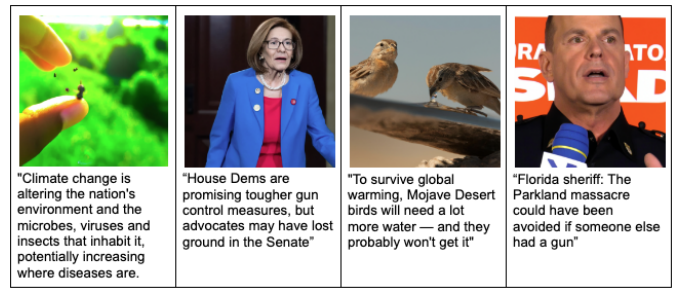 "Climate change is
altering the nation's
environment and the
microbes, viruses and
insects that inhabit it,
potentially increasing
where diseases are.
“House Dems are
promising tougher gun
control measures, but
advocates may have lost
ground in the Senate”
"To survive global
warming, Mojave Desert
birds will need a lot
more water — and they
probably won't get it"
“Florida sheriff: The
Parkland massacre
could have been
avoided if someone else
had a gun”